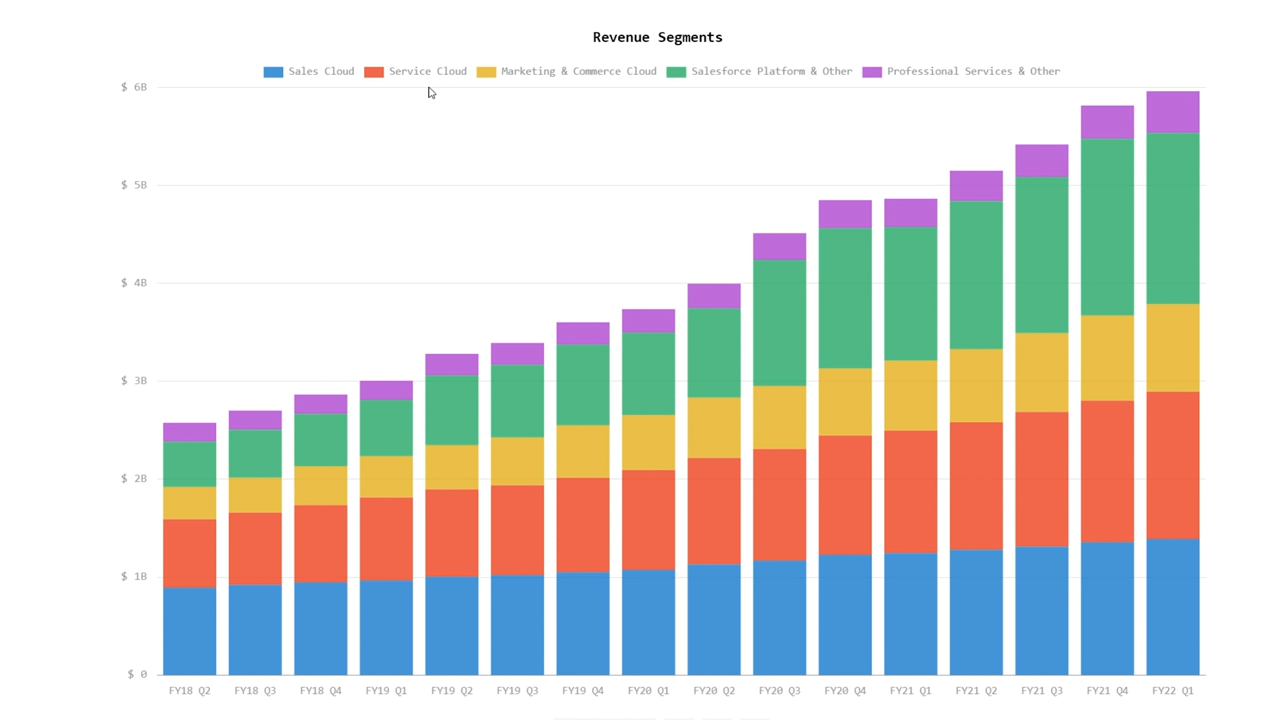 Revenue Segments
Sales Cloud Service Cloud Marketing & Commerce Cloud Salesforce Platform & Other Professional Services & Other
$ 6B
$ 5B
$ 4B
$ 3B
$ 2B
$ 1B
$ 0
FY18 Q2 FY18 Q3 FY18 Q4 FY19 Q1 FY19 Q2 FY19 Q3 FY19 Q4 FY20 Q1 FY20 Q2 FY20 Q3 FY20 Q4 FY21 Q1 FY21 Q2 FY21 Q3 FY21 Q4 FY22 Q1